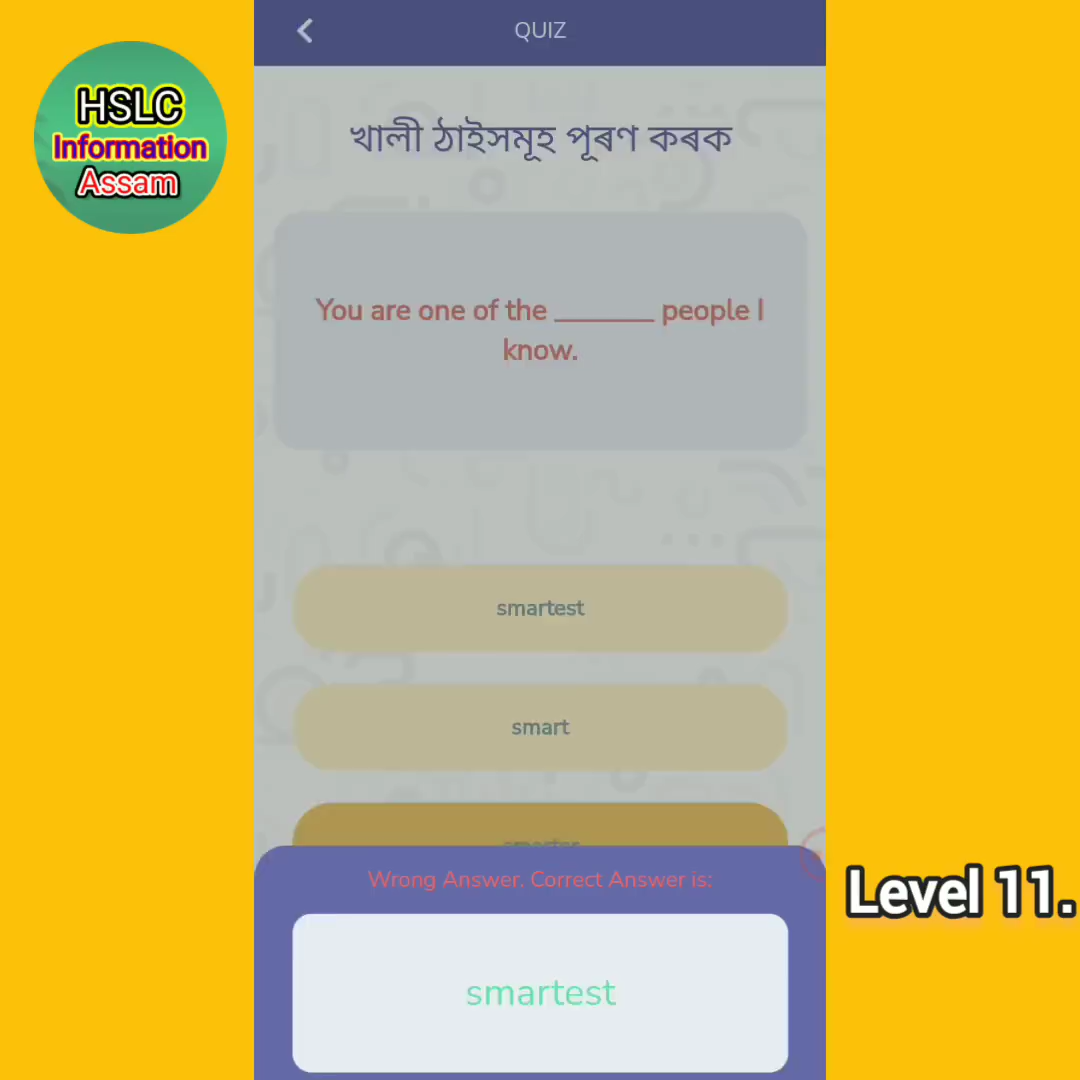 QUIZ
HSLC
Information
Assam
খালী ঠাইসমূহ পূৰণ কৰক
You are one of the ________ people I
know.
smartest
smart
smarter
Wrong Answer. Correct Answer is:
Level 11.
smartest